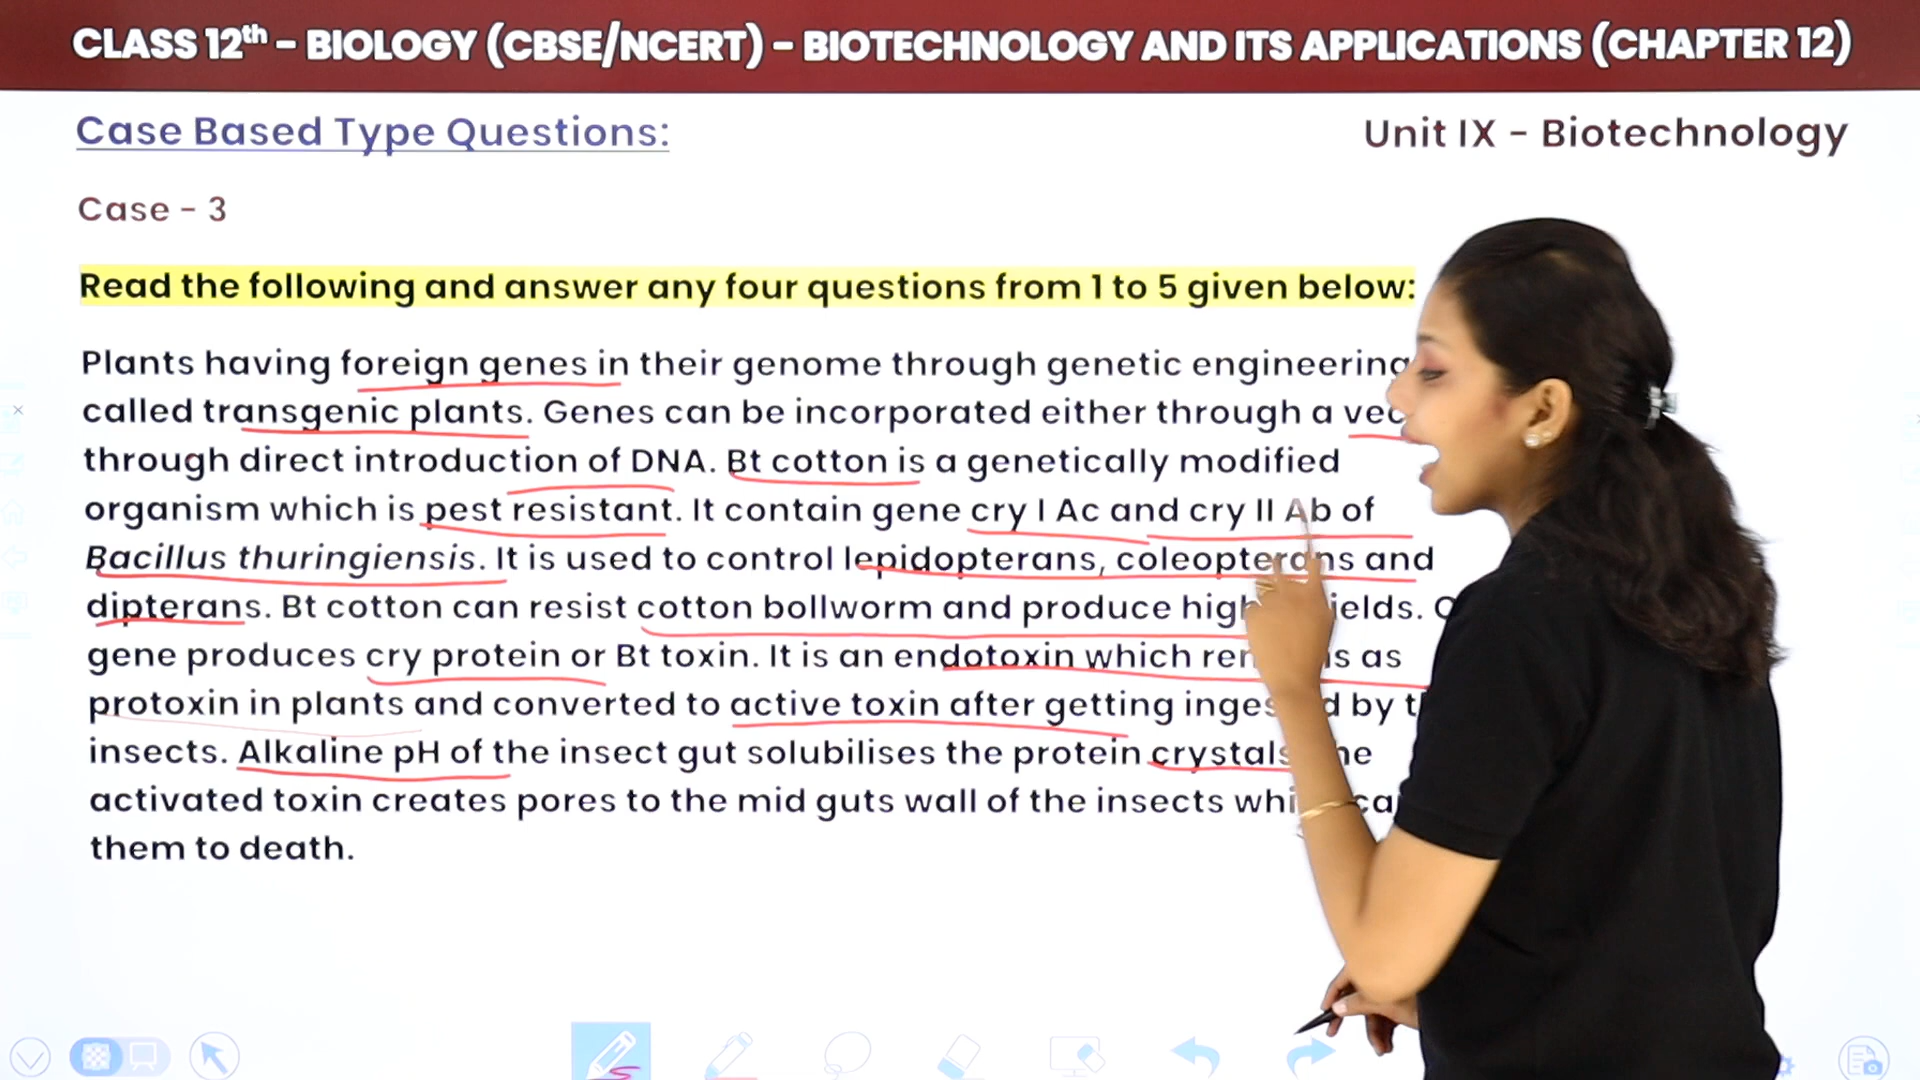 CLASS 12th – BIOLOGY (CBSE/NCERT) – BIOTECHNOLOGY AND ITS APPLICATIONS (CHAPTER 12)
Case Based Type Questions:
Unit IX – Biotechnology
Case – 3
Read the following and answer any four questions from 1 to 5 given below:
Plants having foreign genes in their genome through genetic engineering
called transgenic plants. Genes can be incorporated either through a
through direct introduction of DNA. Bt cotton is a genetically modified
organism which is pest resistant. It contain gene cry I Ac and cry II Ab of
Bacillus thuringiensis. It is used to control lepidopterans, coleopterans and
dipterans. Bt cotton can resist cotton bollworm and produce
gene produces cry protein or Bt toxin. It is an endotoxin which as
protoxin in plants and converted to active toxin after getting by
insects. Alkaline pH of the insect gut solubilises the protein crystals
activated toxin creates pores to the mid guts wall of the insects
them to death.